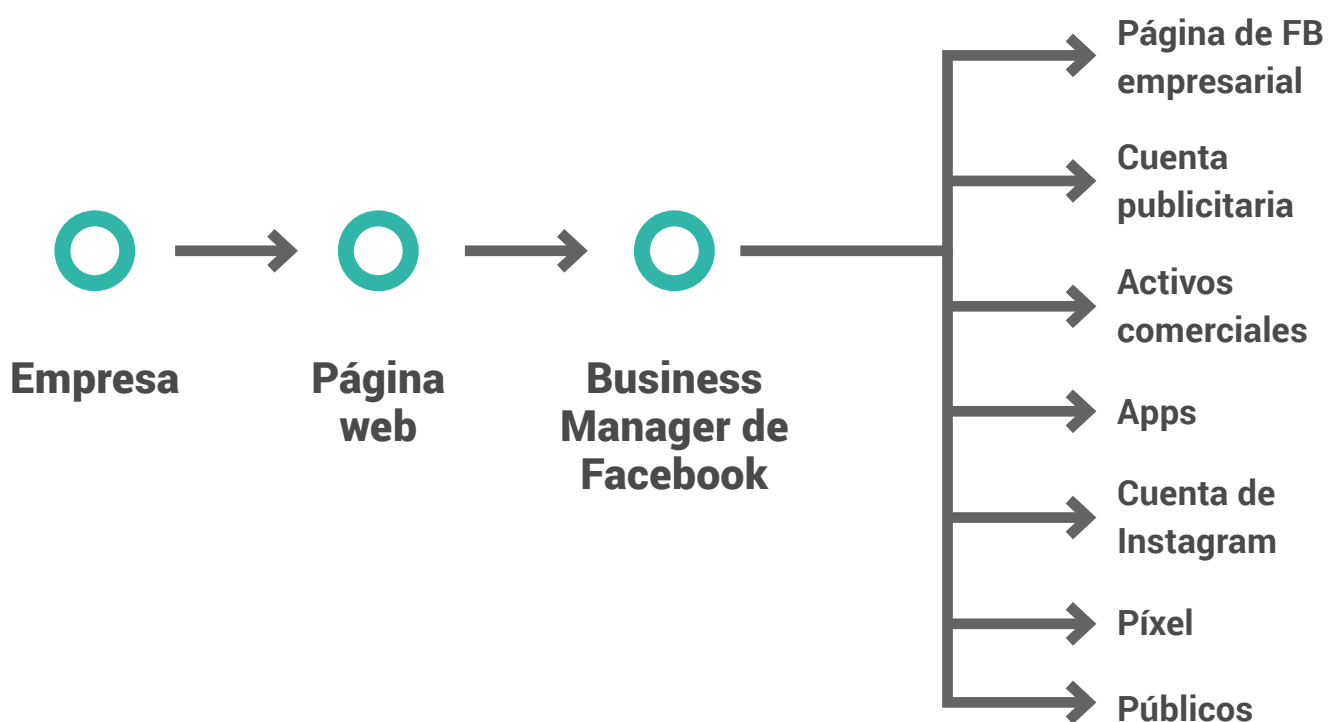 Empresa
Página
web
Business
Manager de
Facebook
Página de FB
empresarial
Cuenta
publicitaria
Activos
comerciales
Apps
Cuenta de
Instagram
Píxel
Públicos